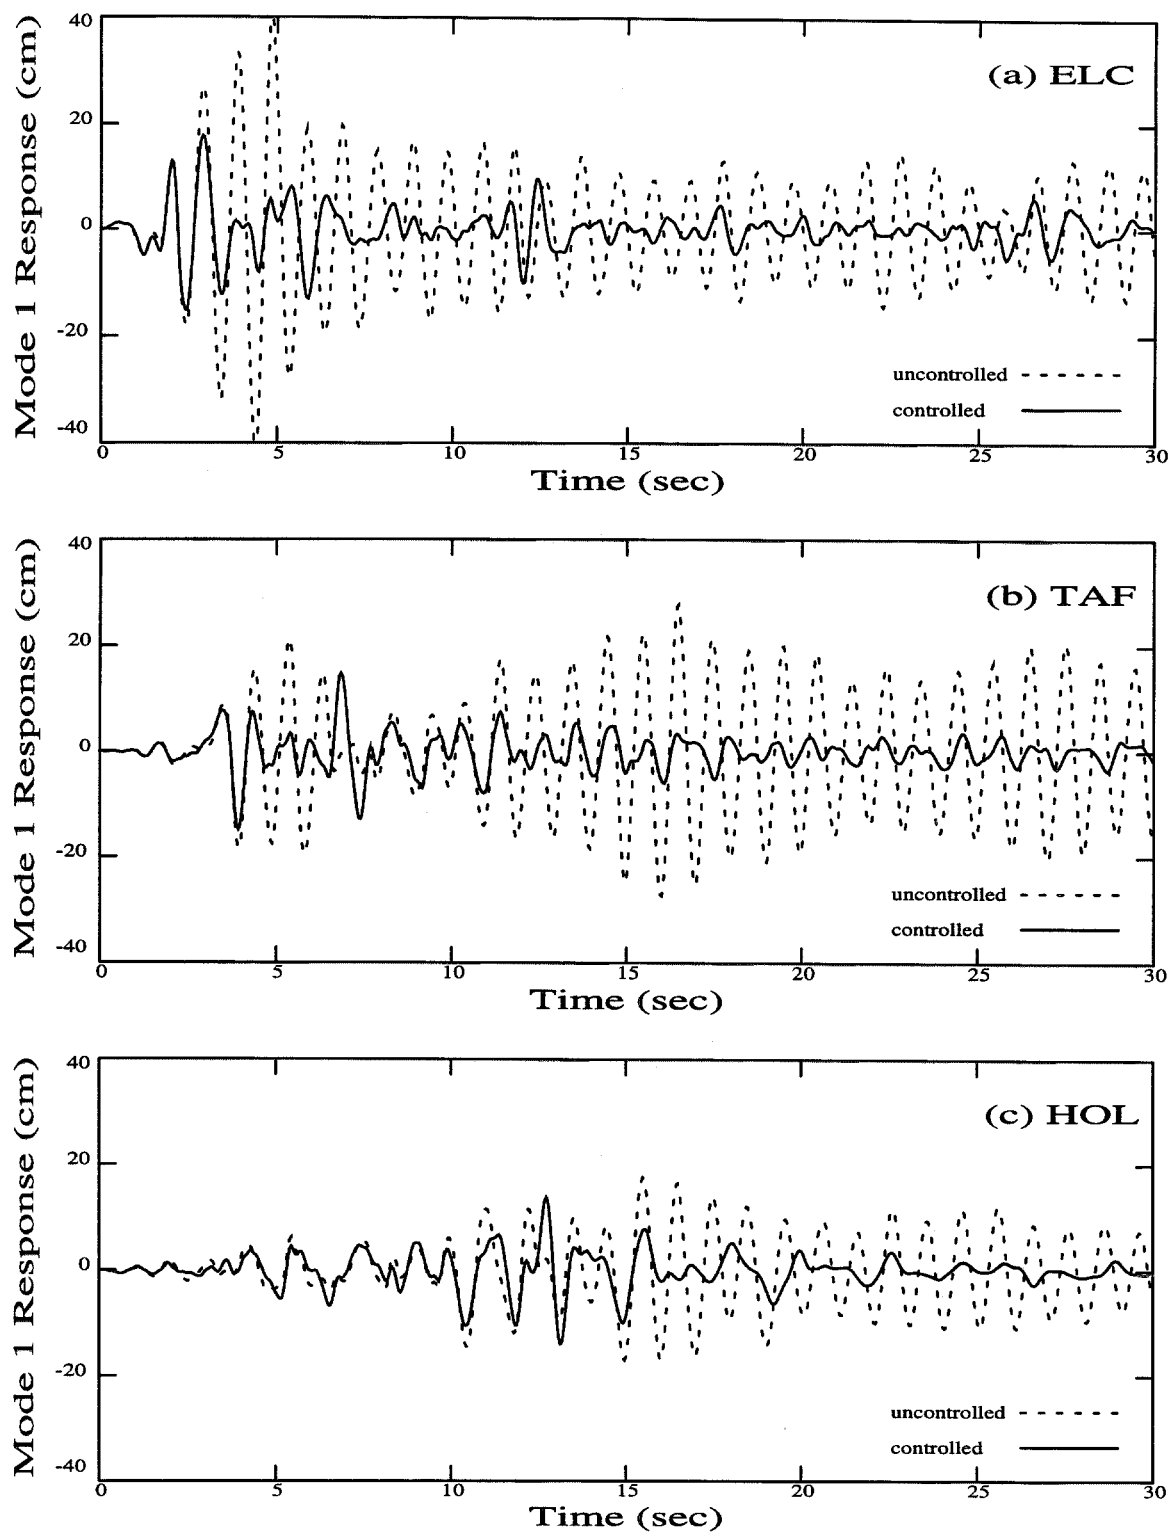 40
(a) ELC
20
0
-20
-40
Mode 1 Response (cm)
uncontrolled
controlled
0 5 10 15 20 25 30
Time (sec)
40
(b) TAF
20
0
-20
-40
Mode 1 Response (cm)
uncontrolled
controlled
0 5 10 15 20 25 30
Time (sec)
40
(c) HOL
20
0
-20
-40
Mode 1 Response (cm)
uncontrolled
controlled
0 5 10 15 20 25 30
Time (sec)